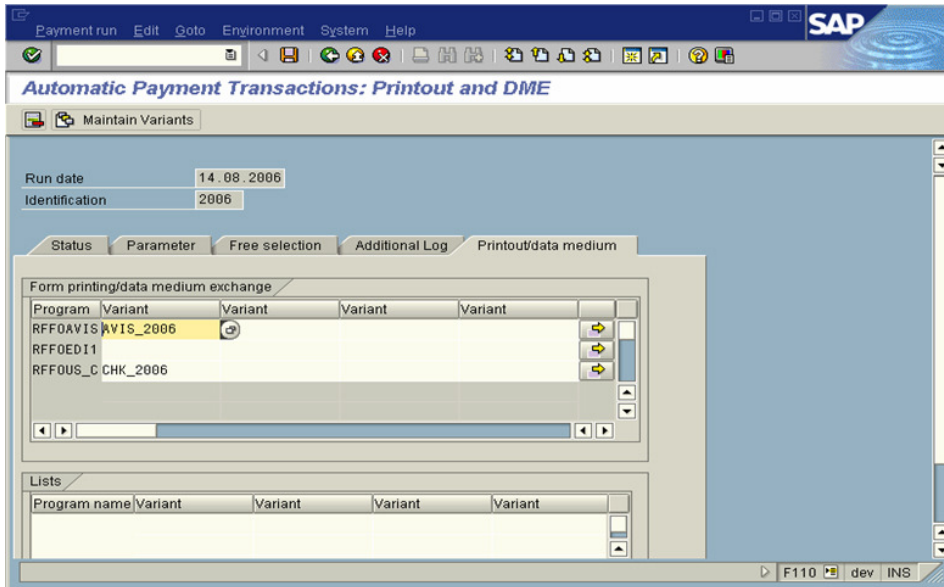 Payment run Edit Goto Environment System Help
SAP
Automatic Payment Transactions: Printout and DME
Maintain Variants
Run date 14.08.2006
Identification 2006
Status Parameter Free selection Additional Log Printout/data medium
Form printing/data medium exchange
Program Variant Variant Variant Variant
RFFOAVIS AVIS_2006
RFFOEDI1
RFFOUS_C CHK_2006
Lists
Program name Variant Variant Variant Variant
F110 dev INS